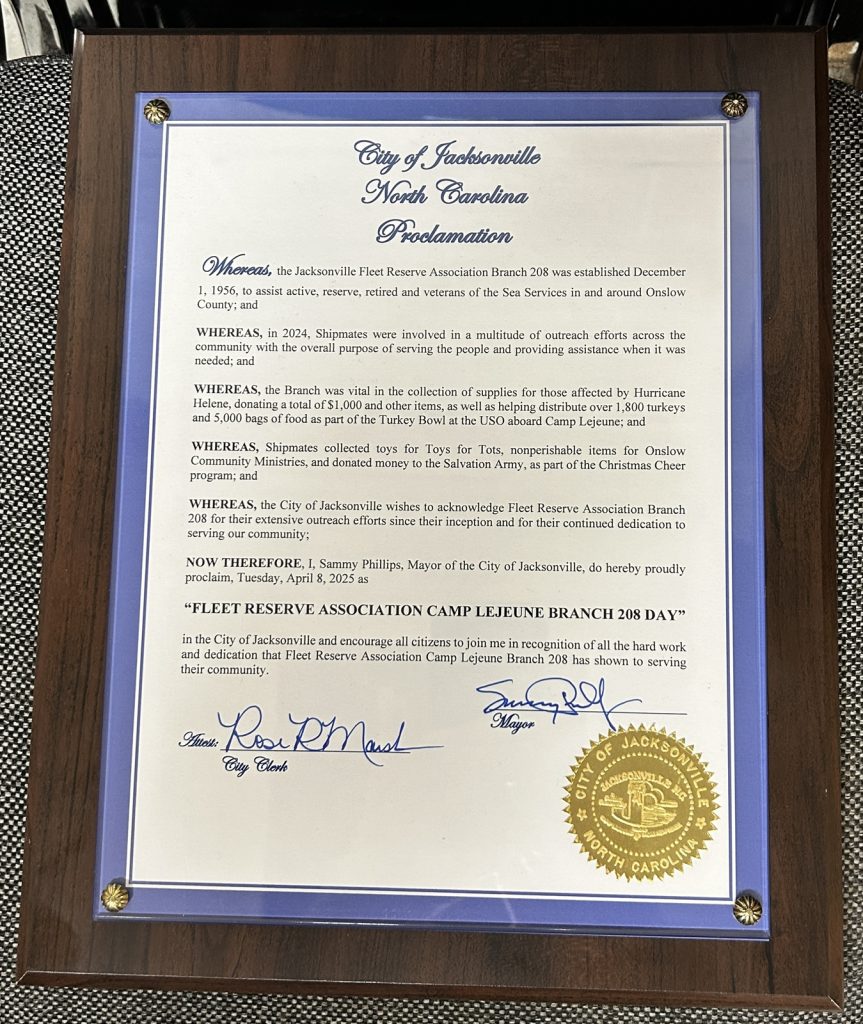 City of Jacksonville
North Carolina
Proclamation
Whereas, the Jacksonville Fleet Reserve Association Branch 208 was established December
1, 1956, to assist active, reserve, retired and veterans of the Sea Services in and around Onslow
County; and
WHEREAS, in 2024, Shipmates were involved in a multitude of outreach efforts across the
community with the overall purpose of serving the people and providing assistance when it was
needed; and
WHEREAS, the Branch was vital in the collection of supplies for those affected by Hurricane
Helene, donating a total of $1,000 and other items, as well as helping distribute over 1,800 turkeys
and 5,000 bags of food as part of the Turkey Bowl at the USO aboard Camp Lejeune; and
WHEREAS, Shipmates collected toys for Toys for Tots, nonperishable items for Onslow
Community Ministries, and donated money to the Salvation Army, as part of the Christmas Cheer
program; and
WHEREAS, the City of Jacksonville wishes to acknowledge Fleet Reserve Association Branch
208 for their extensive outreach efforts since their inception and for their continued dedication to
serving our community;
NOW THEREFORE, I, Sammy Phillips, Mayor of the City of Jacksonville, do hereby proudly
proclaim, Tuesday, April 8, 2025 as
“FLEET RESERVE ASSOCIATION CAMP LEJEUNE BRANCH 208 DAY”
in the City of Jacksonville and encourage all citizens to join me in recognition of all the hard work
and dedication that Fleet Reserve Association Camp Lejeune Branch 208 has shown to serving
their community.
Mayor
Attest: Rose R Marsh
City Clerk
CITY OF JACKSONVILLE
JACKSONVILLE N.C.
NORTH CAROLINA